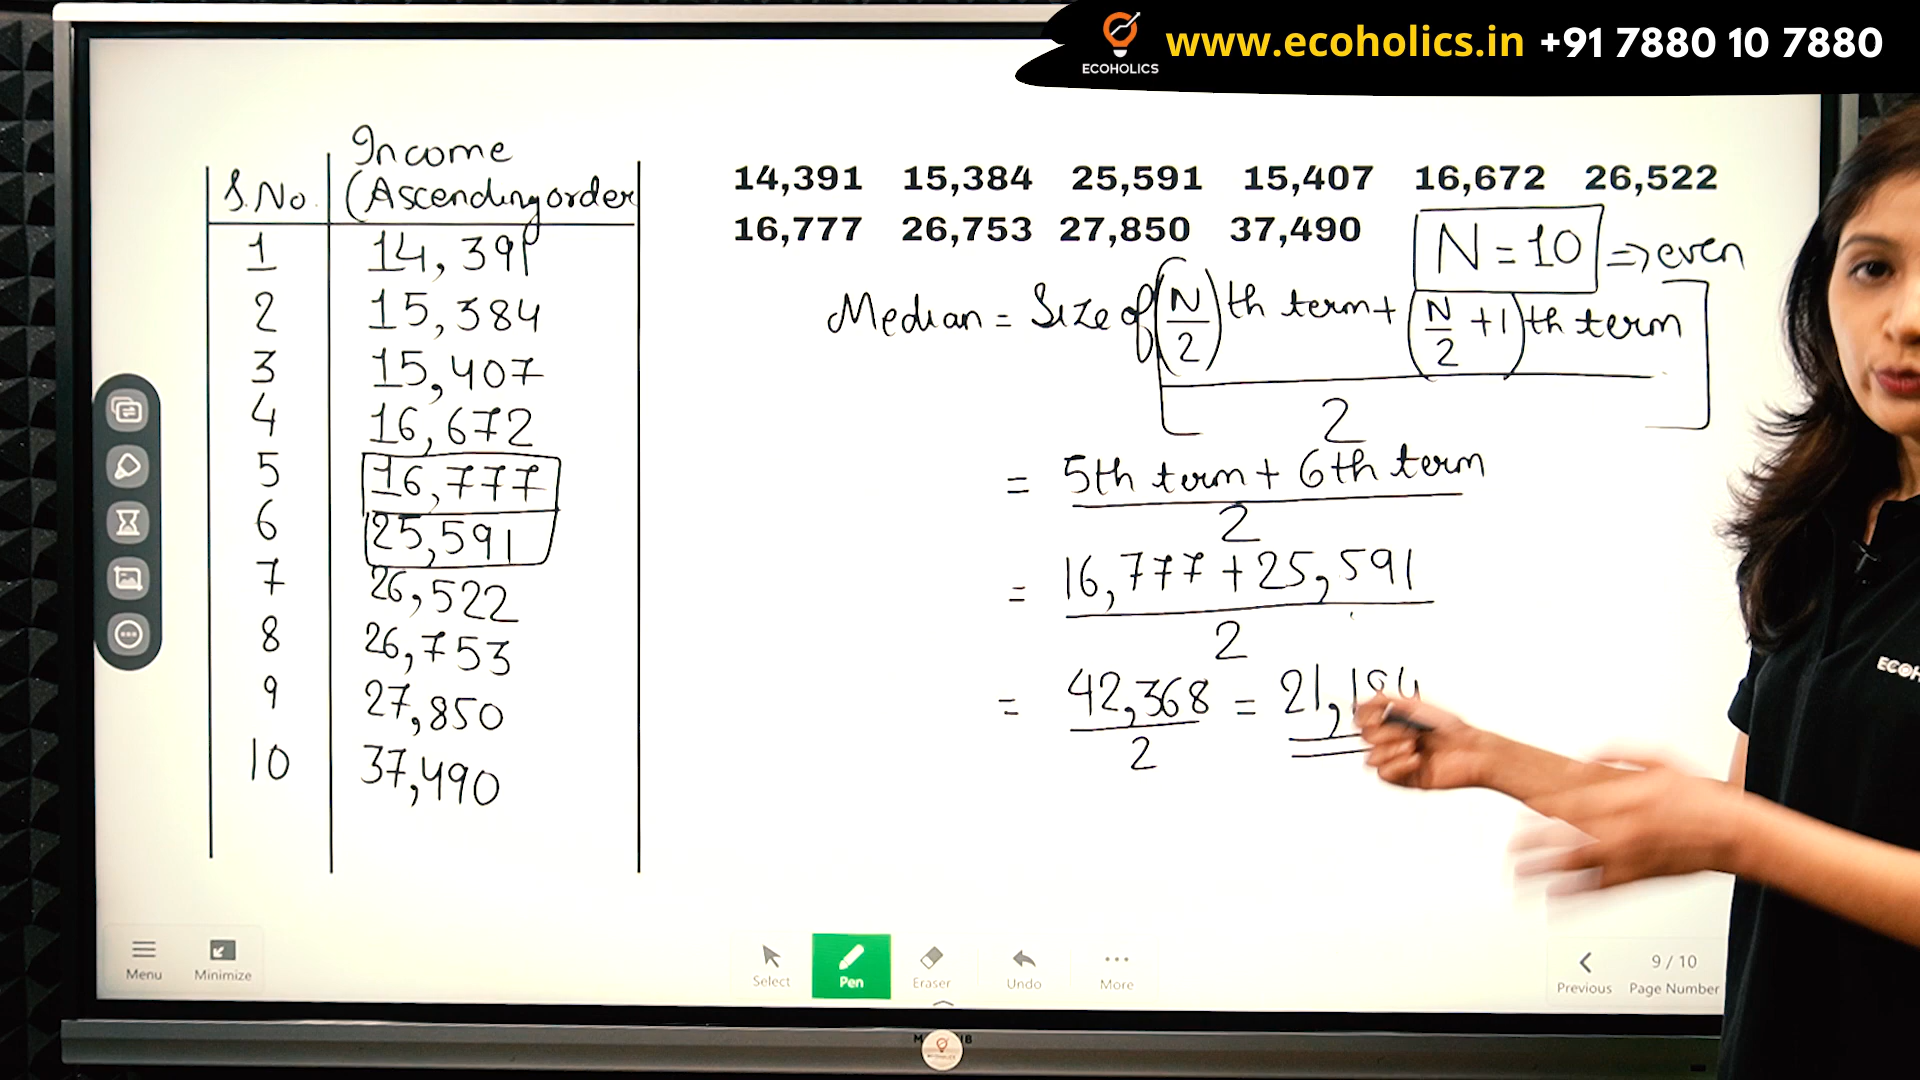 ECOHOLICS
www.ecoholics.in +91 7880 10 7880
S.No. Income (Ascending order
1 14,391
2 15,384
3 15,407
4 16,672
5 16,777
6 25,591
7 26,522
8 26,753
9 27,850
10 37,490
14,391 15,384 25,591 15,407 16,672 26,522
16,777 26,753 27,850 37,490
N = 10 => even
Median = Size of [(N/2)th term + (N/2 + 1)th term / 2]
= 5th term + 6th term / 2
= 16,777 + 25,591 / 2
= 42,368 / 2 = 21,184
Menu
Minimize
Select
Pen
Eraser
Undo
More
Previous
9 / 10
Page Number